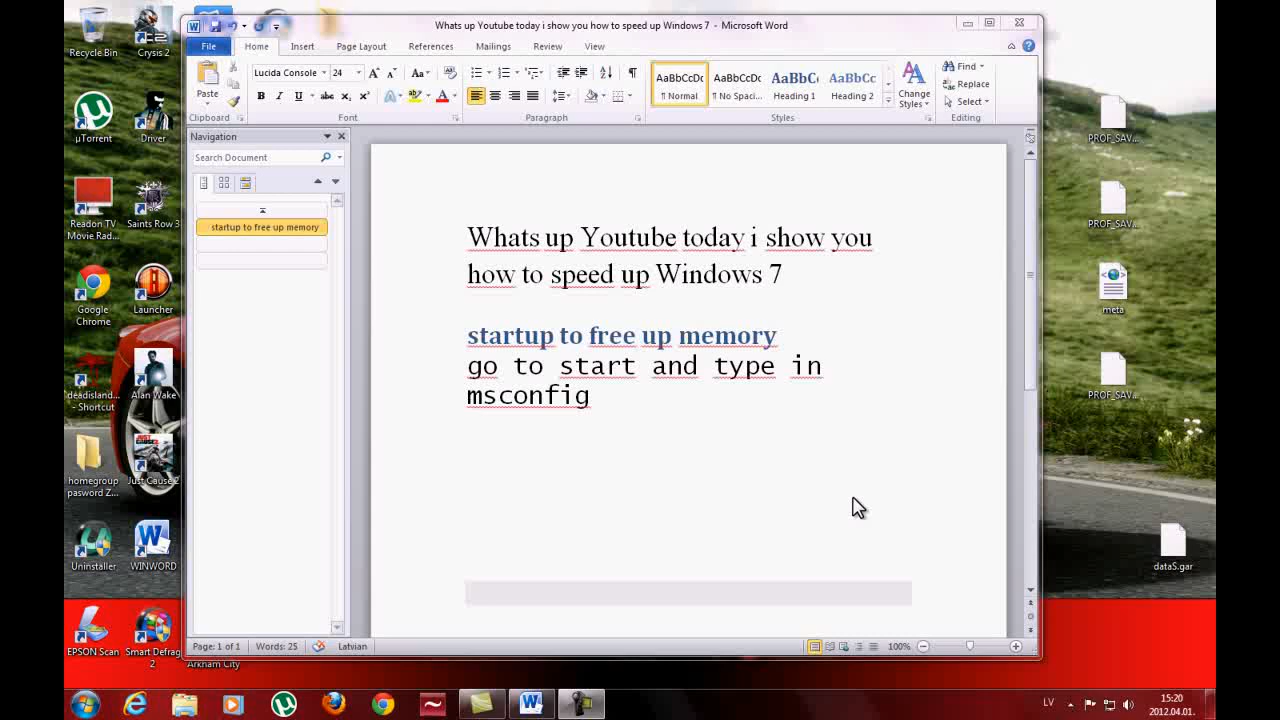 Whats up Youtube today i show you how to speed up Windows 7 - Microsoft Word
File Home Insert Page Layout References Mailings Review View
Paste
Lucida Console 24
AaBbCcDc AaBbCcDc AaBbC AaBbCc
¶ Normal ¶ No Spaci... Heading 1 Heading 2
Change Styles
Find
Replace
Select
Clipboard Font Paragraph Styles Editing
Navigation
Search Document
startup to free up memory
Whats up Youtube today i show you
how to speed up Windows 7
startup to free up memory
go to start and type in
msconfig
Page: 1 of 1 Words: 25 Latvian 100%
Recycle Bin
Crysis 2
µTorrent
Driver
Readon TV
Movie Rad...
Saints Row 3
Google
Chrome
Launcher
deadisland...
- Shortcut
Alan Wake
homegroup
pasword Z...
Just Cause 2
Uninstaller
WINWORD
EPSON Scan
Smart Defrag
2
Arkham City
PROF_SAV...
PROF_SAV...
meta
PROF_SAV...
dataS.gar
LV
15:20
2012.04.01.